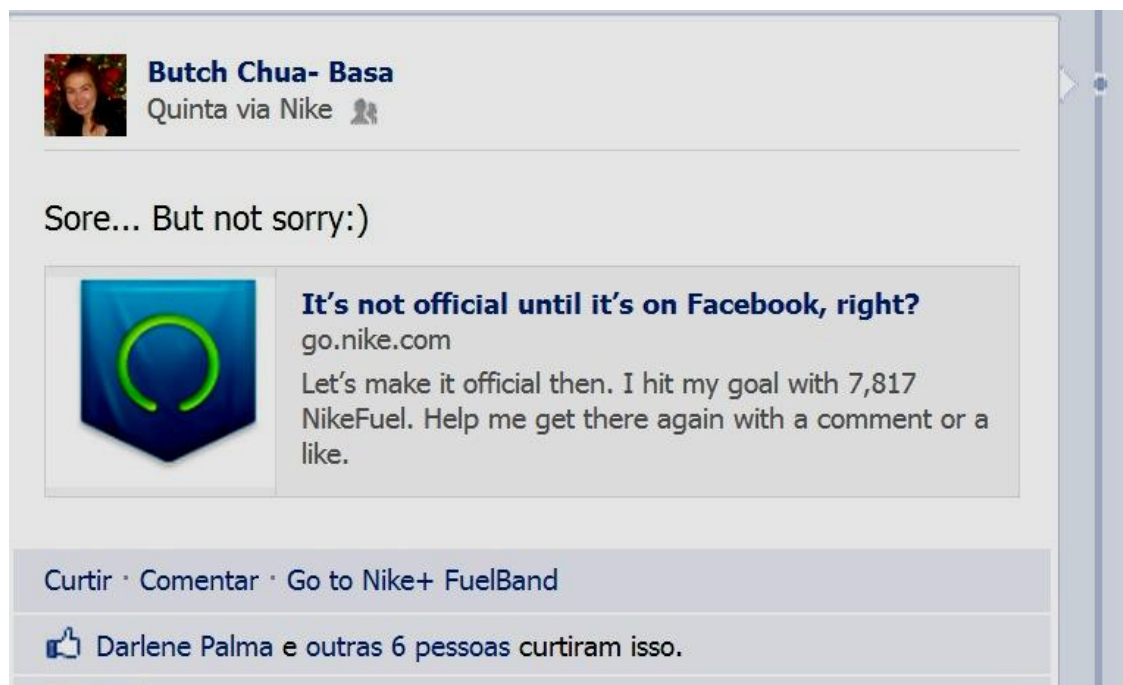 Butch Chua- Basa
Quinta via Nike
Sore... But not sorry:)
It's not official until it's on Facebook, right?
go.nike.com
Let's make it official then. I hit my goal with 7,817
NikeFuel. Help me get there again with a comment or a
like.
Curtir · Comentar · Go to Nike+ FuelBand
Darlene Palma e outras 6 pessoas curtiram isso.